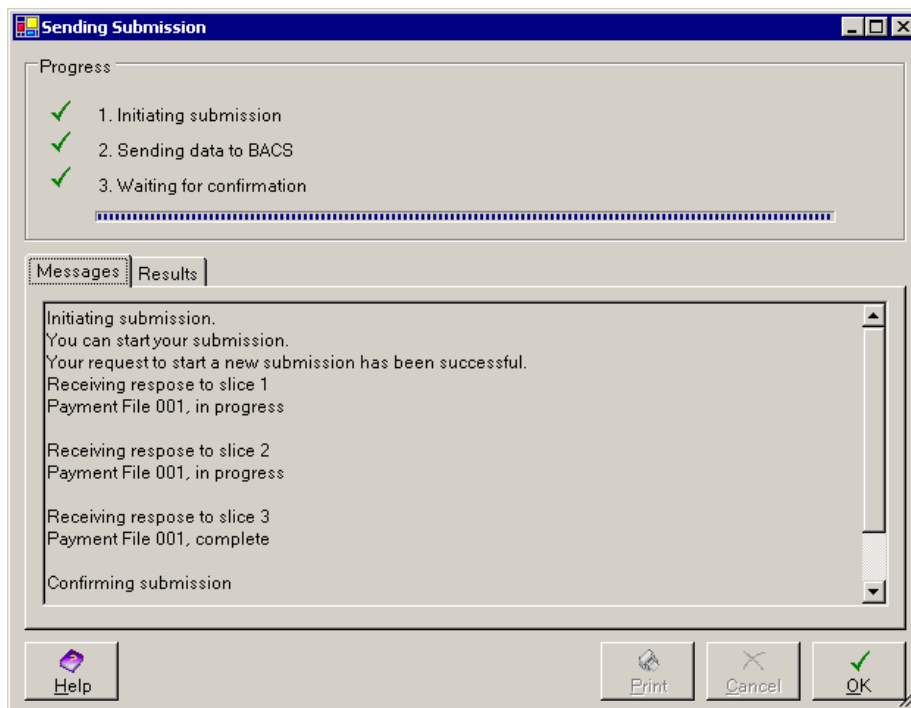 Sending Submission
Progress
1. Initiating submission
2. Sending data to BACS
3. Waiting for confirmation
Messages
Results
Initiating submission.
You can start your submission.
Your request to start a new submission has been successful.
Receiving respose to slice 1
Payment File 001, in progress
Receiving respose to slice 2
Payment File 001, in progress
Receiving respose to slice 3
Payment File 001, complete
Confirming submission
Help
Print
Cancel
OK